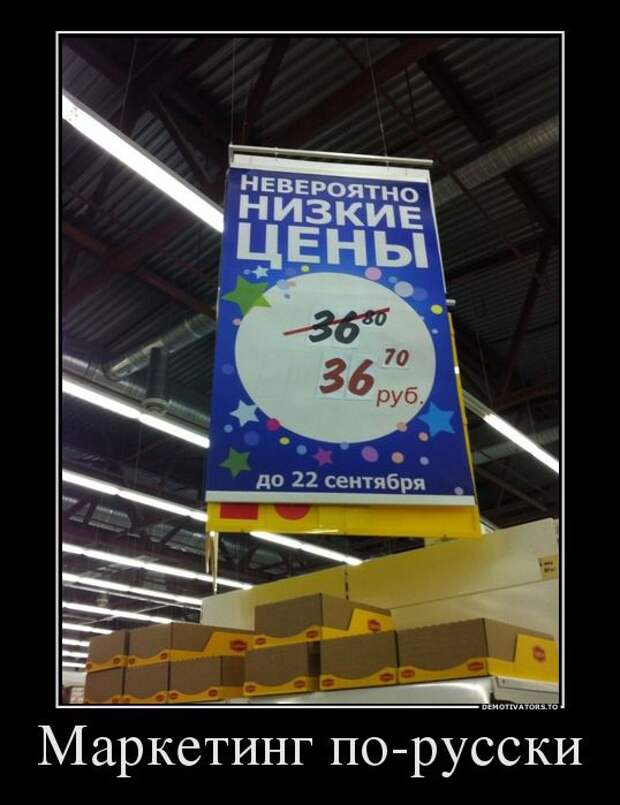 НЕВЕРОЯТНО
НИЗКИЕ
ЦЕНЫ
36 80
36 70
руб.
до 22 сентября
DEMOTIVATORS.TO
Маркетинг по-русски